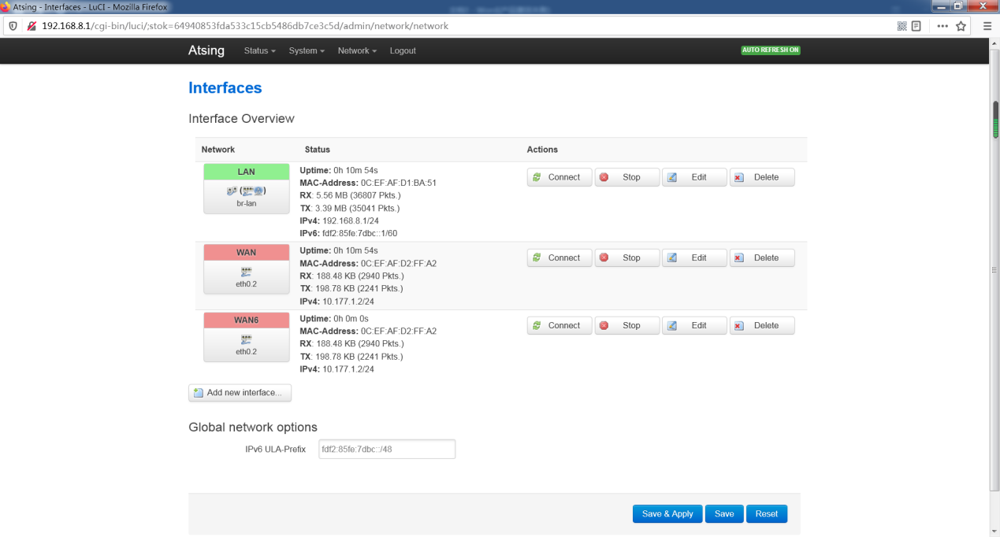 Atsing - Interfaces - LuCI - Mozilla Firefox
192.168.8.1/cgi-bin/luci/;stok=64940853fda533c15cb5486db7ce3c5d/admin/network/network
Atsing Status System Network Logout AUTO REFRESH ON
Interfaces
Interface Overview
Network Status Actions
LAN
br-lan
Uptime: 0h 10m 54s
MAC-Address: 0C:EF:AF:D1:BA:51
RX: 5.56 MB (36807 Pkts.)
TX: 3.39 MB (35041 Pkts.)
IPv4: 192.168.8.1/24
IPv6: fdf2:85fe:7dbc::1/60
Connect Stop Edit Delete
WAN
eth0.2
Uptime: 0h 10m 54s
MAC-Address: 0C:EF:AF:D2:FF:A2
RX: 188.48 KB (2940 Pkts.)
TX: 198.78 KB (2241 Pkts.)
IPv4: 10.177.1.2/24
Connect Stop Edit Delete
WAN6
eth0.2
Uptime: 0h 0m 0s
MAC-Address: 0C:EF:AF:D2:FF:A2
RX: 188.48 KB (2940 Pkts.)
TX: 198.78 KB (2241 Pkts.)
IPv4: 10.177.1.2/24
Connect Stop Edit Delete
Add new interface...
Global network options
IPv6 ULA-Prefix fdf2:85fe:7dbc::/48
Save & Apply Save Reset